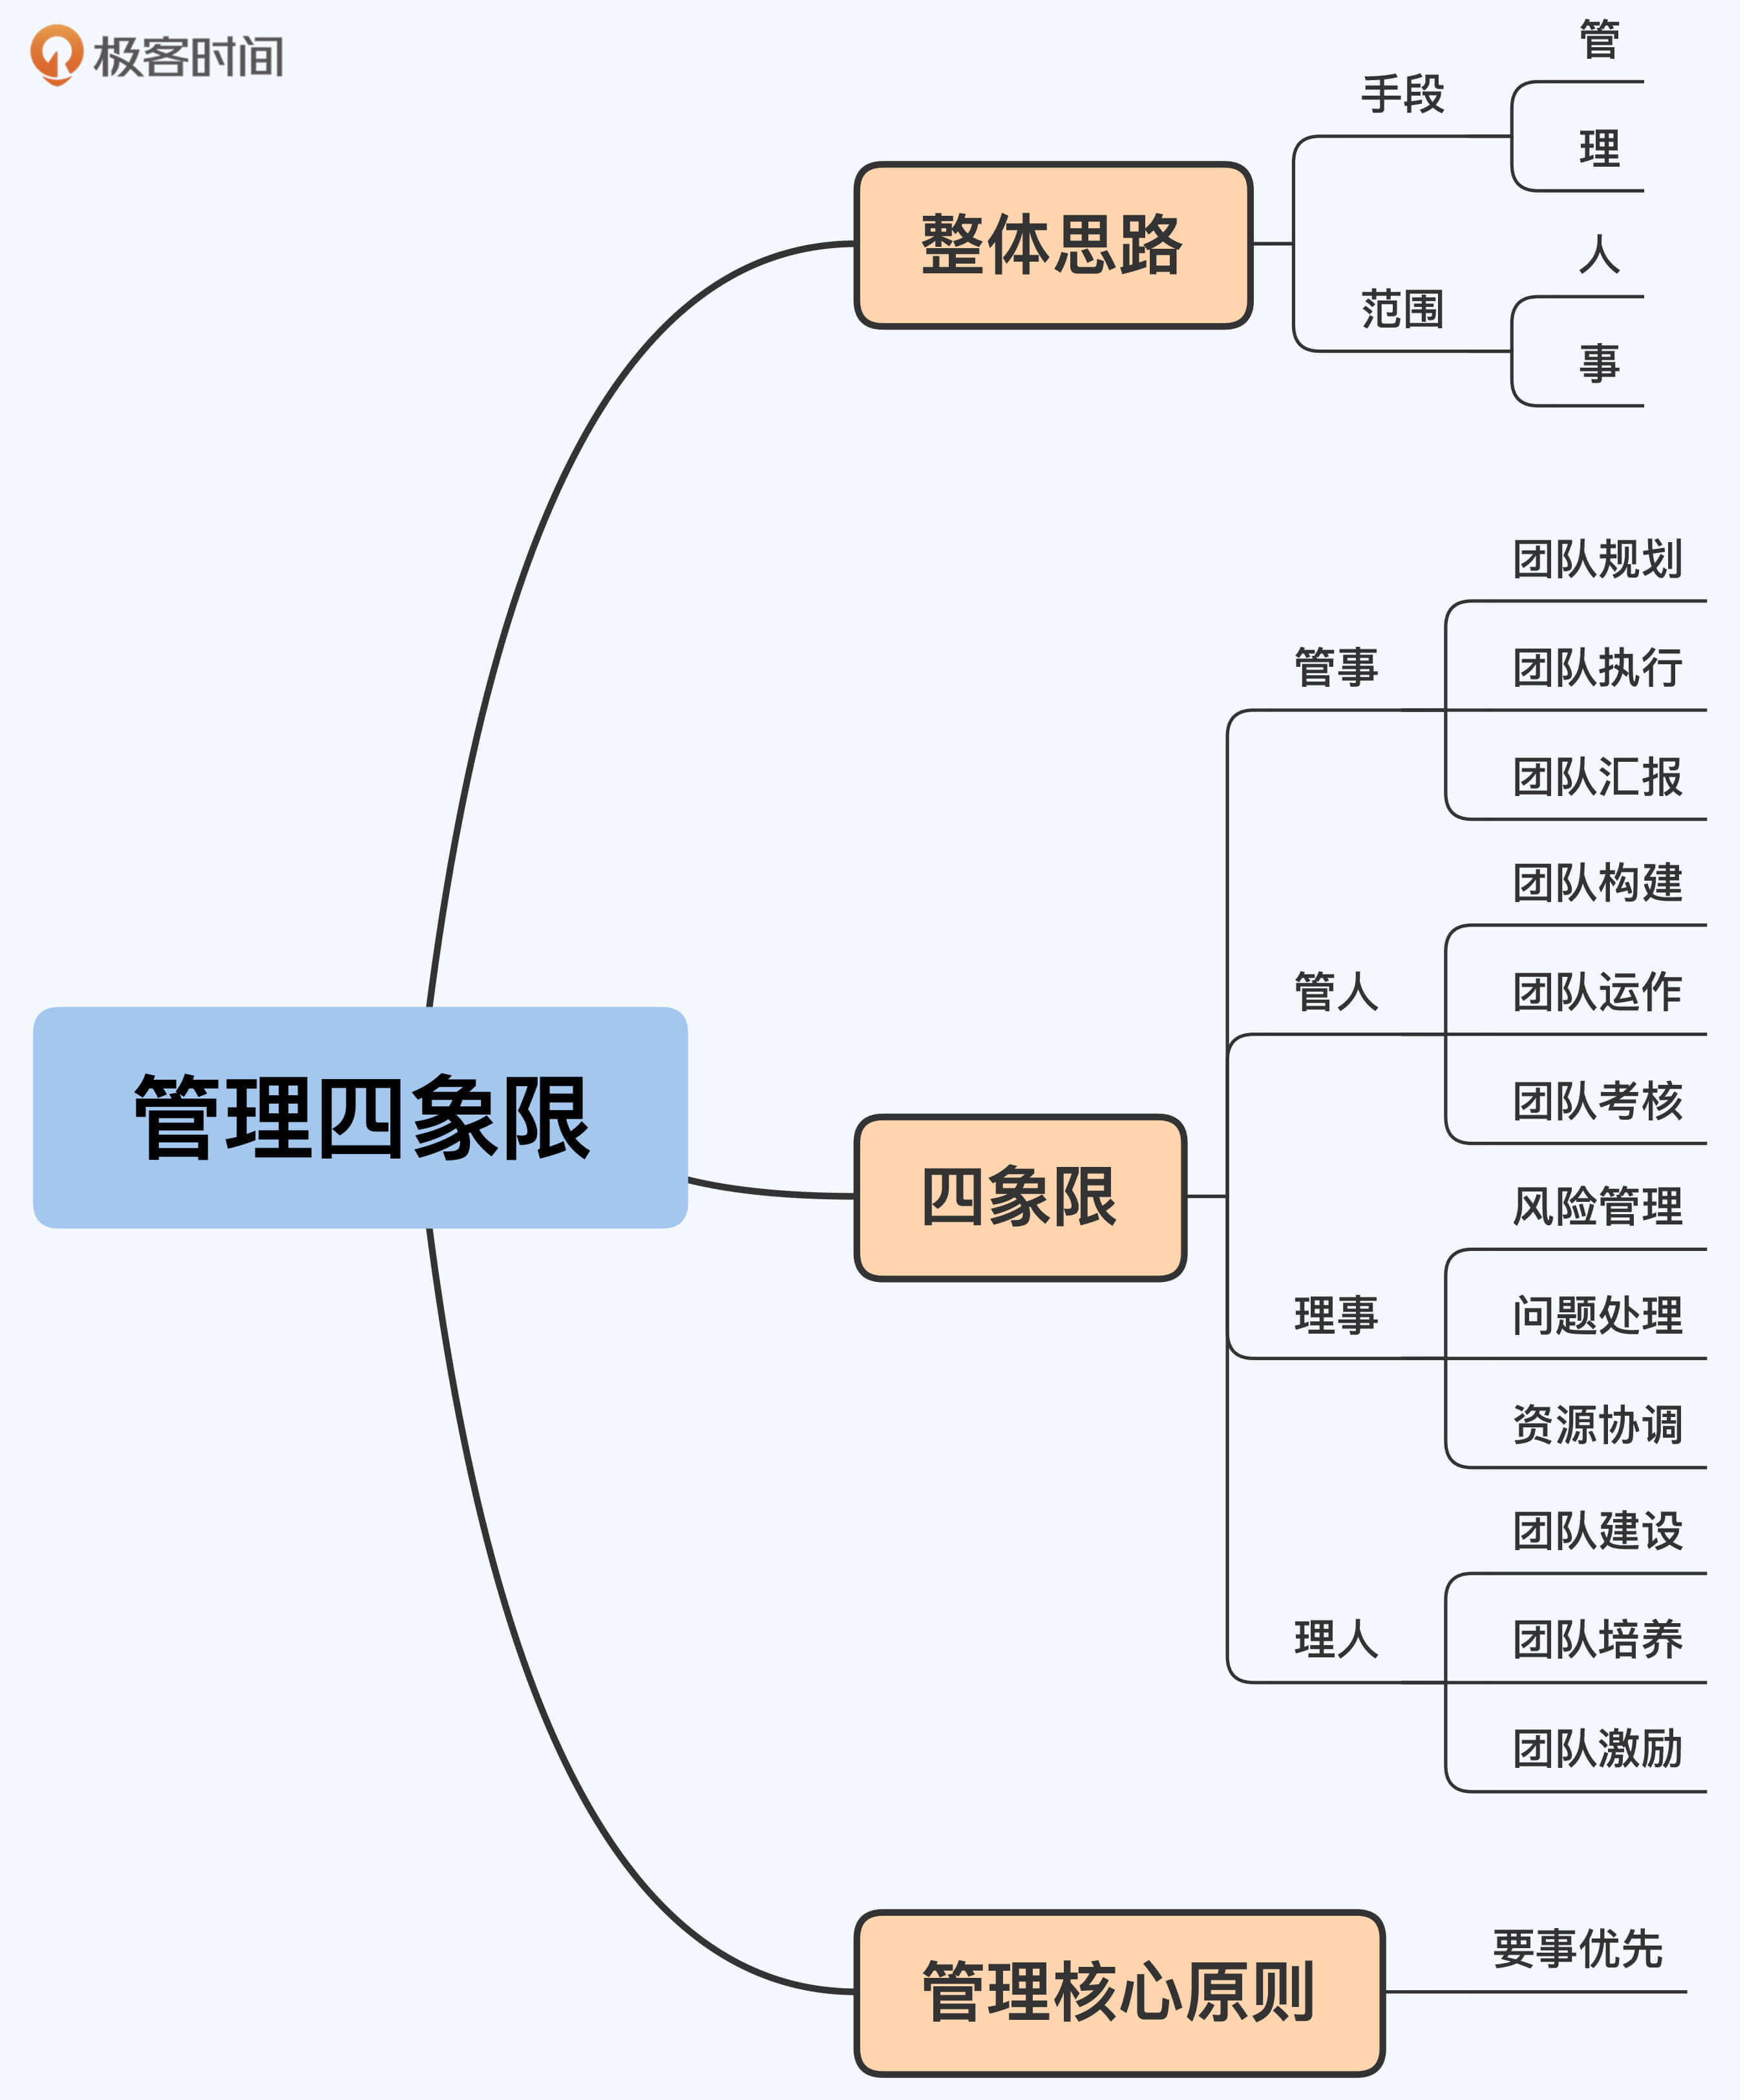 极客时间
管理四象限
整体思路
手段
管
理
范围
人
事
四象限
管事
团队规划
团队执行
团队汇报
管人
团队构建
团队运作
团队考核
理事
风险管理
问题处理
资源协调
理人
团队建设
团队培养
团队激励
管理核心原则
要事优先